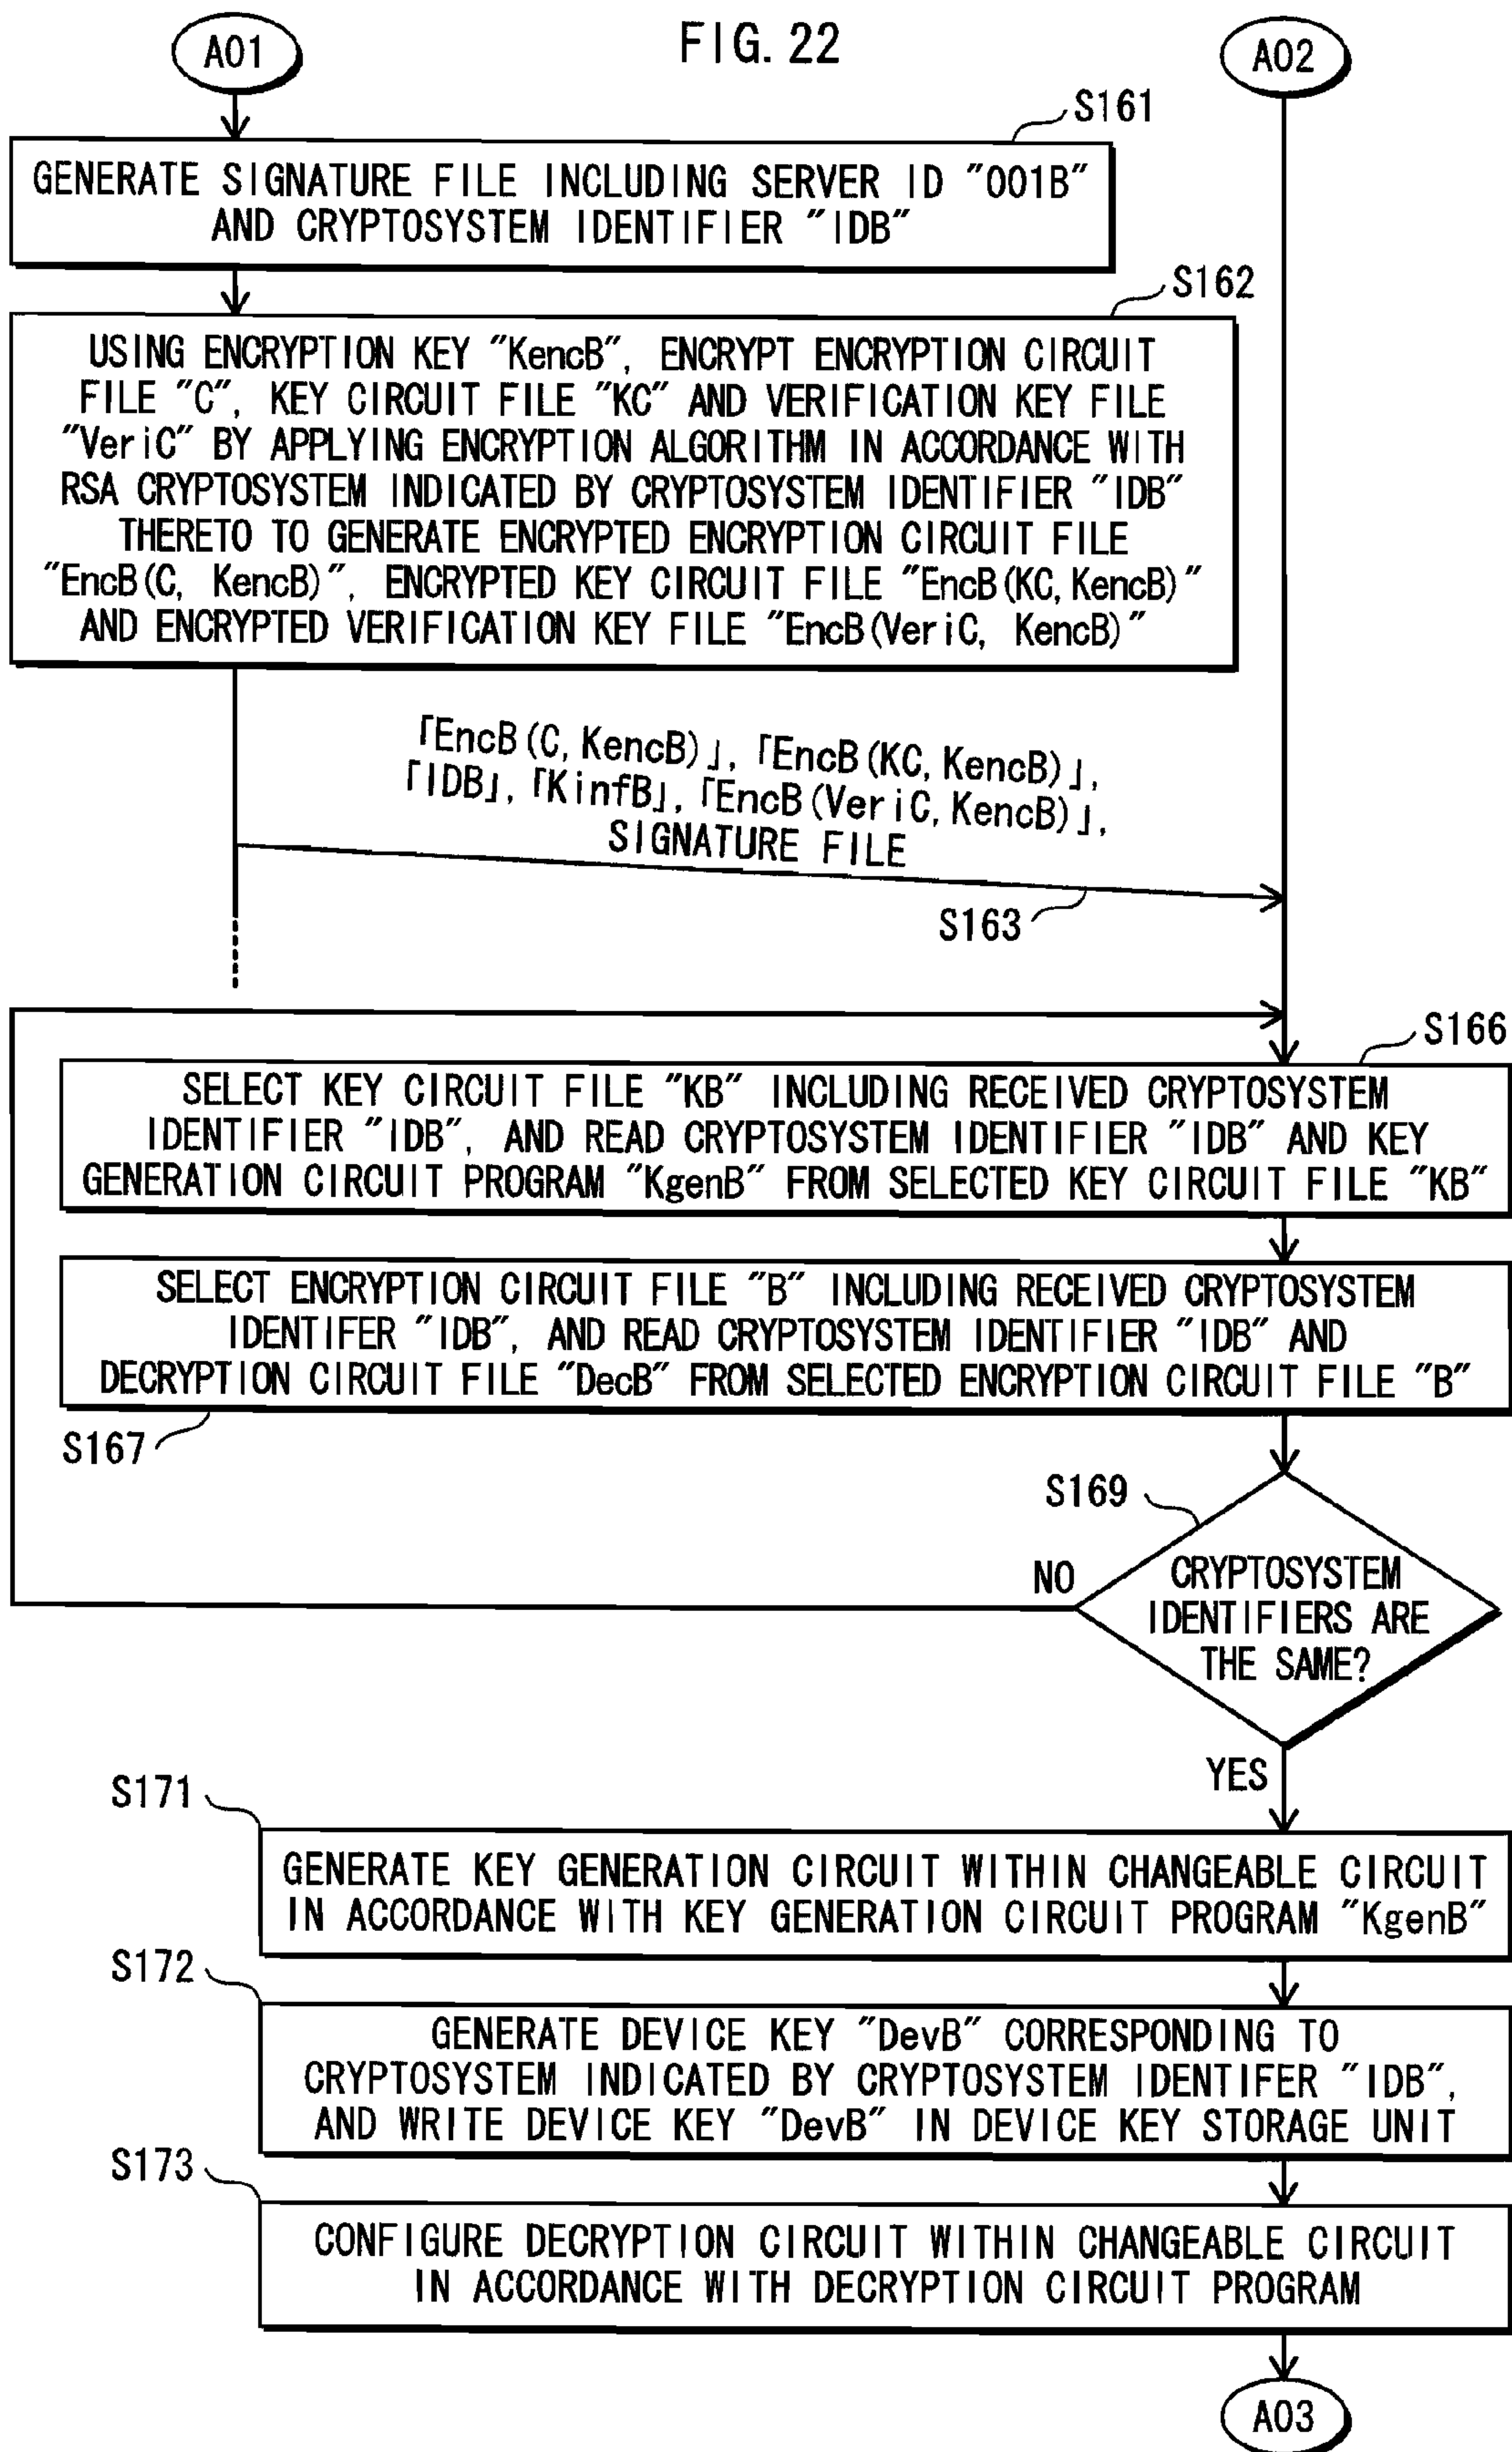 FIG. 22
A01
A02
S161
GENERATE SIGNATURE FILE INCLUDING SERVER ID "001B"
AND CRYPTOSYSTEM IDENTIFIER "IDB"
S162
USING ENCRYPTION KEY "KencB", ENCRYPT ENCRYPTION CIRCUIT
FILE "C", KEY CIRCUIT FILE "KC" AND VERIFICATION KEY FILE
"VeriC" BY APPLYING ENCRYPTION ALGORITHM IN ACCORDANCE WITH
RSA CRYPTOSYSTEM INDICATED BY CRYPTOSYSTEM IDENTIFIER "IDB"
THERETO TO GENERATE ENCRYPTED ENCRYPTION CIRCUIT FILE
"EncB(C, KencB)", ENCRYPTED KEY CIRCUIT FILE "EncB(KC, KencB)"
AND ENCRYPTED VERIFICATION KEY FILE "EncB(VeriC, KencB)"
「EncB(C, KencB)」, 「EncB(KC, KencB)」,
「IDB」, 「KinfB」, 「EncB(VeriC, KencB)」,
SIGNATURE FILE
S163
S166
SELECT KEY CIRCUIT FILE "KB" INCLUDING RECEIVED CRYPTOSYSTEM
IDENTIFIER "IDB", AND READ CRYPTOSYSTEM IDENTIFIER "IDB" AND KEY
GENERATION CIRCUIT PROGRAM "KgenB" FROM SELECTED KEY CIRCUIT FILE "KB"
SELECT ENCRYPTION CIRCUIT FILE "B" INCLUDING RECEIVED CRYPTOSYSTEM
IDENTIFER "IDB", AND READ CRYPTOSYSTEM IDENTIFIER "IDB" AND
DECRYPTION CIRCUIT FILE "DecB" FROM SELECTED ENCRYPTION CIRCUIT FILE "B"
S167
S169
CRYPTOSYSTEM
IDENTIFIERS ARE
THE SAME?
NO
YES
S171
GENERATE KEY GENERATION CIRCUIT WITHIN CHANGEABLE CIRCUIT
IN ACCORDANCE WITH KEY GENERATION CIRCUIT PROGRAM "KgenB"
S172
GENERATE DEVICE KEY "DevB" CORRESPONDING TO
CRYPTOSYSTEM INDICATED BY CRYPTOSYSTEM IDENTIFER "IDB",
AND WRITE DEVICE KEY "DevB" IN DEVICE KEY STORAGE UNIT
S173
CONFIGURE DECRYPTION CIRCUIT WITHIN CHANGEABLE CIRCUIT
IN ACCORDANCE WITH DECRYPTION CIRCUIT PROGRAM
A03